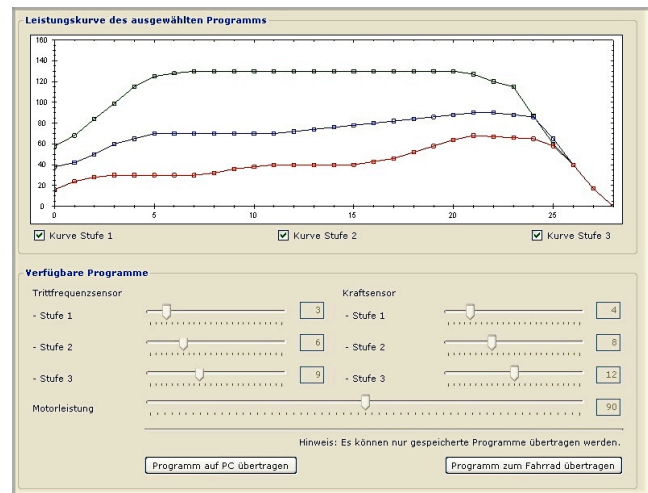 Leistungskurve des ausgewählten Programms
160
140
120
100
80
60
40
20
0
0 5 10 15 20 25
Kurve Stufe 1 Kurve Stufe 2 Kurve Stufe 3
Verfügbare Programme
Trittfrequenzsensor Kraftsensor
- Stufe 1 3 - Stufe 1 4
- Stufe 2 6 - Stufe 2 8
- Stufe 3 9 - Stufe 3 12
Motorleistung 90
Hinweis: Es können nur gespeicherte Programme übertragen werden.
Programm auf PC übertragen Programm zum Fahrrad übertragen